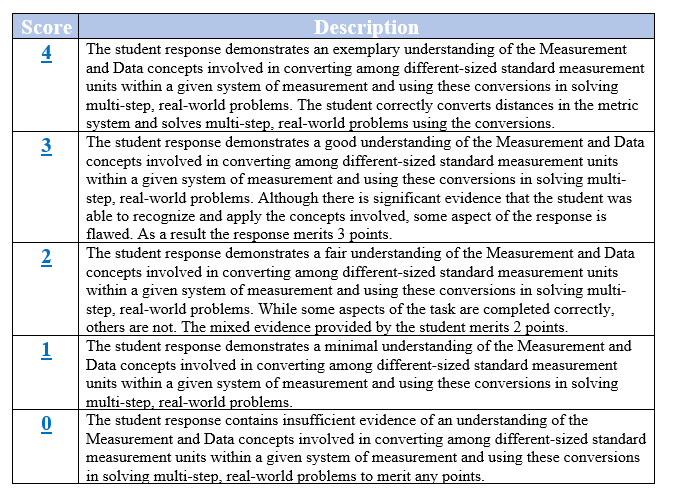 Score Description
4 The student response demonstrates an exemplary understanding of the Measurement
and Data concepts involved in converting among different-sized standard measurement
units within a given system of measurement and using these conversions in solving
multi-step, real-world problems. The student correctly converts distances in the metric
system and solves multi-step, real-world problems using the conversions.
3 The student response demonstrates a good understanding of the Measurement and Data
concepts involved in converting among different-sized standard measurement units
within a given system of measurement and using these conversions in solving multi-
step, real-world problems. Although there is significant evidence that the student was
able to recognize and apply the concepts involved, some aspect of the response is
flawed. As a result the response merits 3 points.
2 The student response demonstrates a fair understanding of the Measurement and Data
concepts involved in converting among different-sized standard measurement units
within a given system of measurement and using these conversions in solving multi-
step, real-world problems. While some aspects of the task are completed correctly,
others are not. The mixed evidence provided by the student merits 2 points.
1 The student response demonstrates a minimal understanding of the Measurement and
Data concepts involved in converting among different-sized standard measurement
units within a given system of measurement and using these conversions in solving
multi-step, real-world problems.
0 The student response contains insufficient evidence of an understanding of the
Measurement and Data concepts involved in converting among different-sized standard
measurement units within a given system of measurement and using these conversions
in solving multi-step, real-world problems to merit any points.